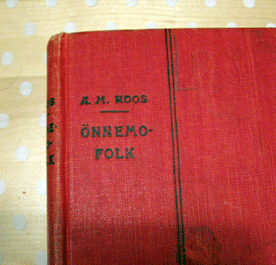 A. M. ROOS
ÖNNEMO-
FOLK